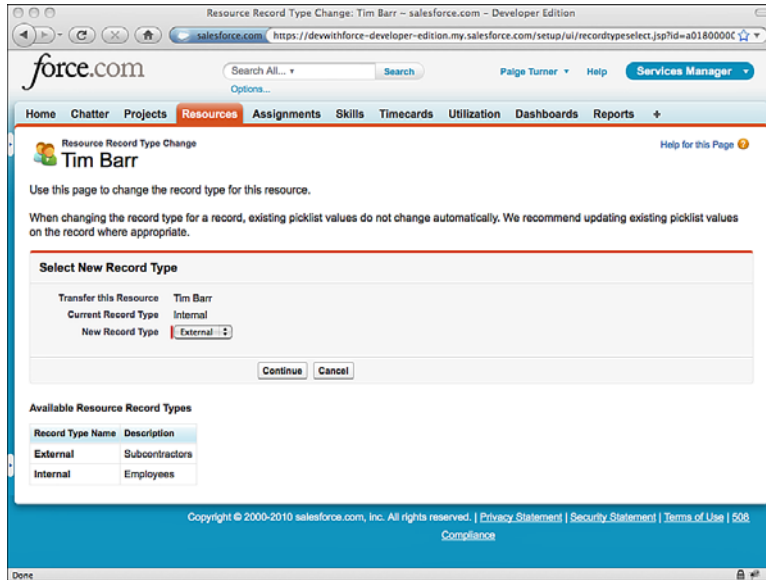 Resource Record Type Change: Tim Barr – salesforce.com – Developer Edition
salesforce.com https://devwithforce-developer-edition.my.salesforce.com/setup/ui/recordtypeselect.jsp?id=a0180000
force.com
Search All...
Search
Paige Turner
Help
Services Manager
Options...
Home Chatter Projects Resources Assignments Skills Timecards Utilization Dashboards Reports +
Resource Record Type Change
Help for this Page ?
Tim Barr
Use this page to change the record type for this resource.
When changing the record type for a record, existing picklist values do not change automatically. We recommend updating existing picklist values
on the record where appropriate.
Select New Record Type
Transfer this Resource Tim Barr
Current Record Type Internal
New Record Type External
Continue Cancel
Available Resource Record Types
Record Type Name Description
External Subcontractors
Internal Employees
Copyright © 2000-2010 salesforce.com, inc. All rights reserved. | Privacy Statement | Security Statement | Terms of Use | 508
Compliance
Done